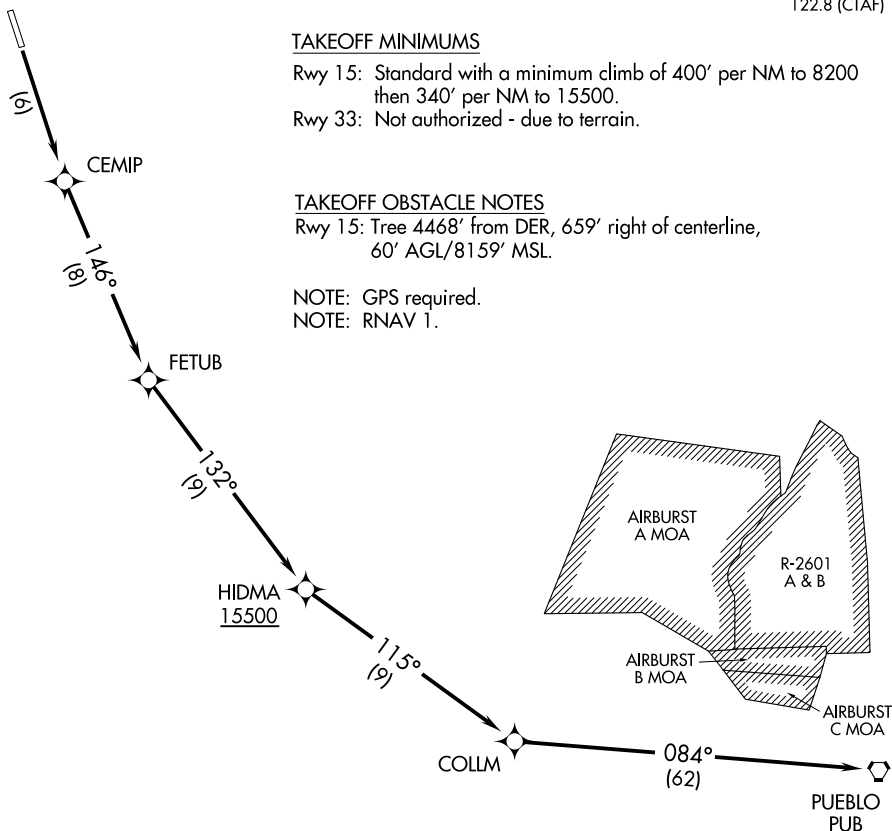 122.8 (CTAF)
TAKEOFF MINIMUMS
Rwy 15: Standard with a minimum climb of 400' per NM to 8200
then 340' per NM to 15500.
Rwy 33: Not authorized - due to terrain.
(6)
CEMIP
TAKEOFF OBSTACLE NOTES
Rwy 15: Tree 4468' from DER, 659' right of centerline,
60' AGL/8159' MSL.
146°
(8)
NOTE: GPS required.
NOTE: RNAV 1.
FETUB
132°
(9)
AIRBURST
A MOA
R-2601
A & B
HIDMA
15500
115°
(9)
AIRBURST
B MOA
AIRBURST
C MOA
COLLM
084°
(62)
PUEBLO
PUB